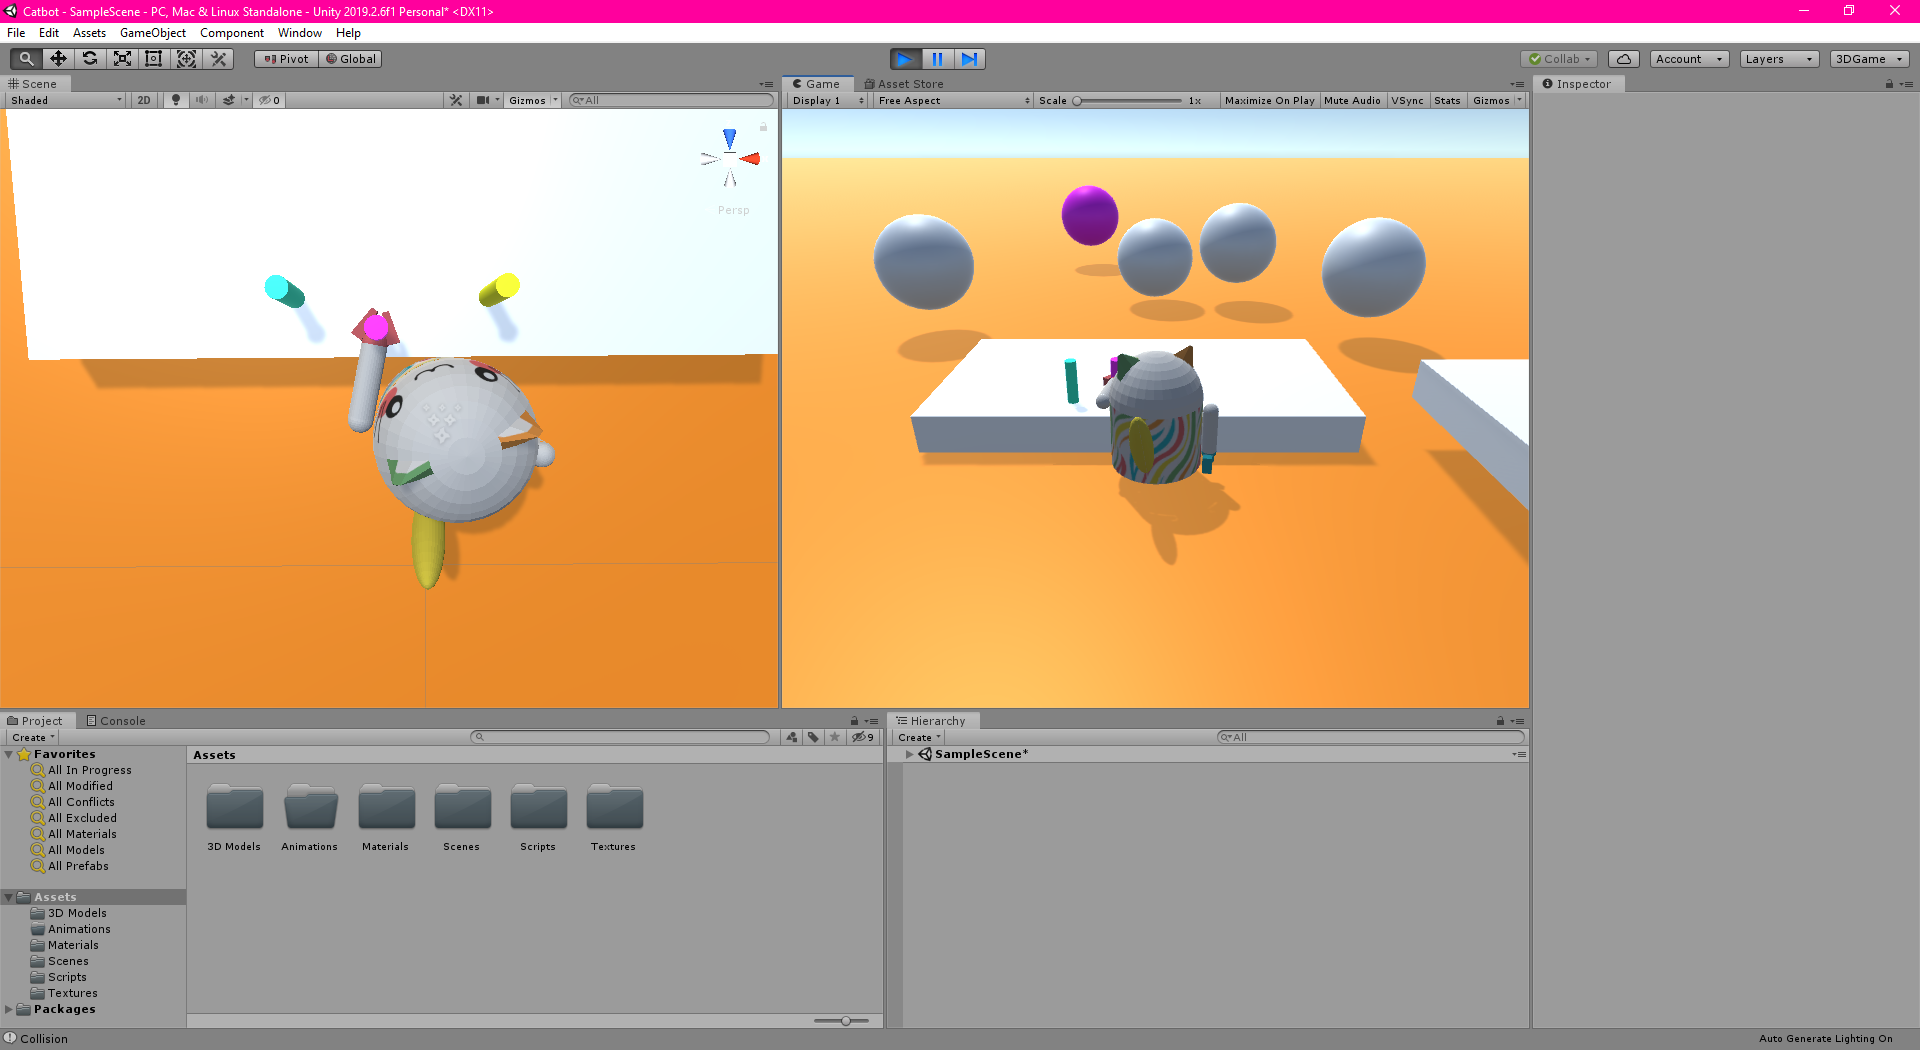 Catbot - SampleScene - PC, Mac & Linux Standalone - Unity 2019.2.6f1 Personal* <DX11>
File Edit Assets GameObject Component Window Help
Pivot Global Collab Account Layers 3DGame
Scene
Shaded 2D 0 Gizmos All
Persp
Game Asset Store
Display 1 Free Aspect Scale 1x Maximize On Play Mute Audio VSync Stats Gizmos
Inspector
Project Console
Create 9
Favorites
All In Progress
All Modified
All Conflicts
All Excluded
All Materials
All Models
All Prefabs
Assets
3D Models
Animations
Materials
Scenes
Scripts
Textures
Packages
Assets
3D Models Animations Materials Scenes Scripts Textures
Hierarchy
Create All
SampleScene*
Collision
Auto Generate Lighting On